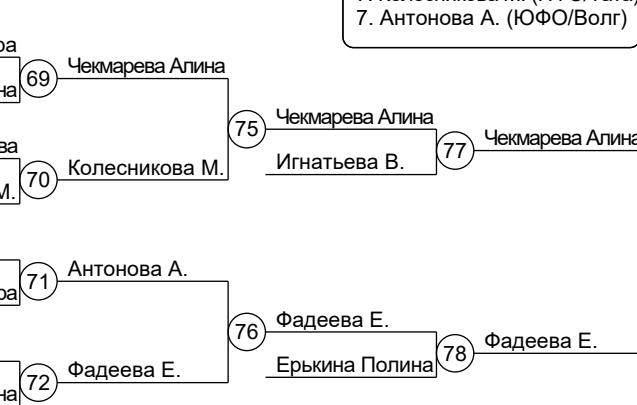 7. Антонова А. (ЮФО/Волг)
69
Чекмарева Алина
75
Чекмарева Алина
77
Чекмарева Алина
70
Колесникова М.
Игнатьева В.
М.
71
Антонова А.
76
Фадеева Е.
78
Фадеева Е.
72
Фадеева Е.
Ерькина Полина